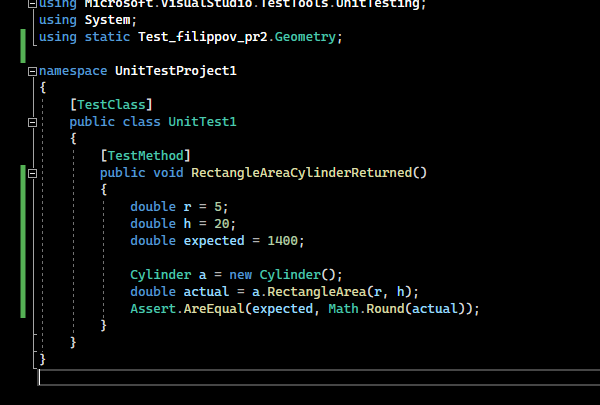 using Microsoft.VisualStudio.TestTools.UnitTesting;
using System;
using static Test_filippov_pr2.Geometry;
namespace UnitTestProject1
{
[TestClass]
public class UnitTest1
{
[TestMethod]
public void RectangleAreaCylinderReturned()
{
double r = 5;
double h = 20;
double expected = 1400;
Cylinder a = new Cylinder();
double actual = a.RectangleArea(r, h);
Assert.AreEqual(expected, Math.Round(actual));
}
}
}